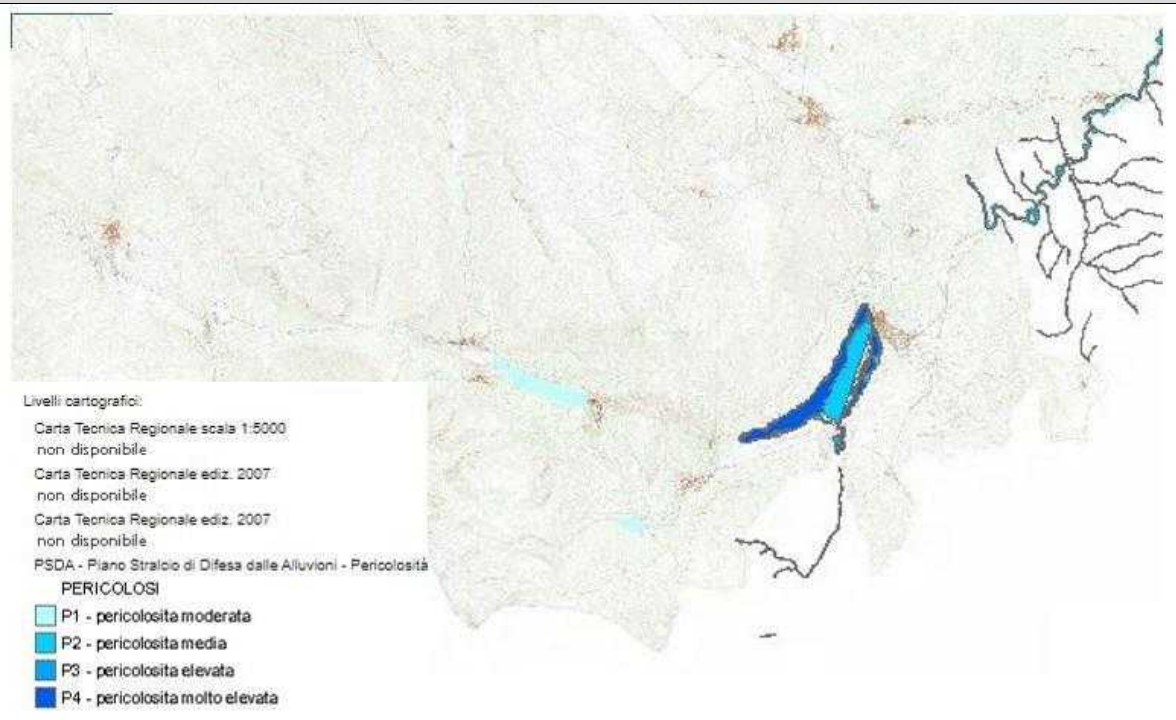 Livelli cartografici:
Carta Tecnica Regionale scala 1:5000
non disponibile
Carta Tecnica Regionale ediz. 2007
non disponibile
Carta Tecnica Regionale ediz. 2007
non disponibile
PSDA - Piano Stralcio di Difesa dalle Alluvioni - Pericolosità
PERICOLOSI
P1 - pericolosita moderata
P2 - pericolosita media
P3 - pericolosita elevata
P4 - pericolosita molto elevata